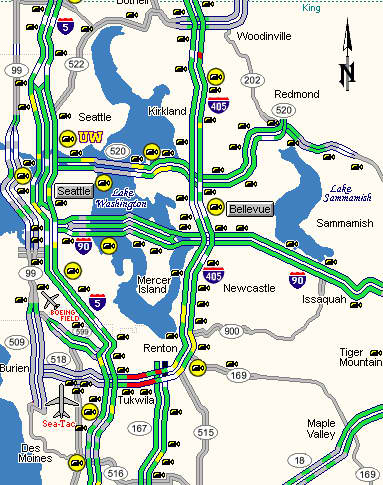 Bothell
King
5
Woodinville
99
522
202
405
Redmond
Seattle
Kirkland
520
UW
520
Seattle
Lake
Washington
Lake
Sammamish
Bellevue
Sammamish
90
99
Mercer
Island
405
90
Newcastle
5
Issaquah
BOEING
FIELD
599
900
509
518
Renton
Tiger
Mountain
Burien
169
Tukwila
Sea-Tac
167
515
Maple
Valley
Des
Moines
516
18
169
N